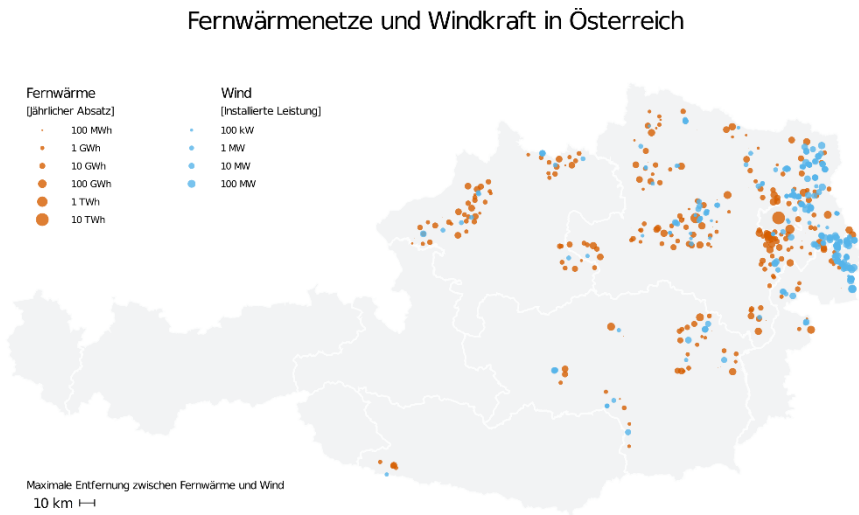 Fernwärmenetze und Windkraft in Österreich
Fernwärme
[Jährlicher Absatz]
100 MWh
1 GWh
10 GWh
100 GWh
1 TWh
10 TWh
Wind
[Installierte Leistung]
100 kW
1 MW
10 MW
100 MW
Maximale Entfernung zwischen Fernwärme und Wind
10 km